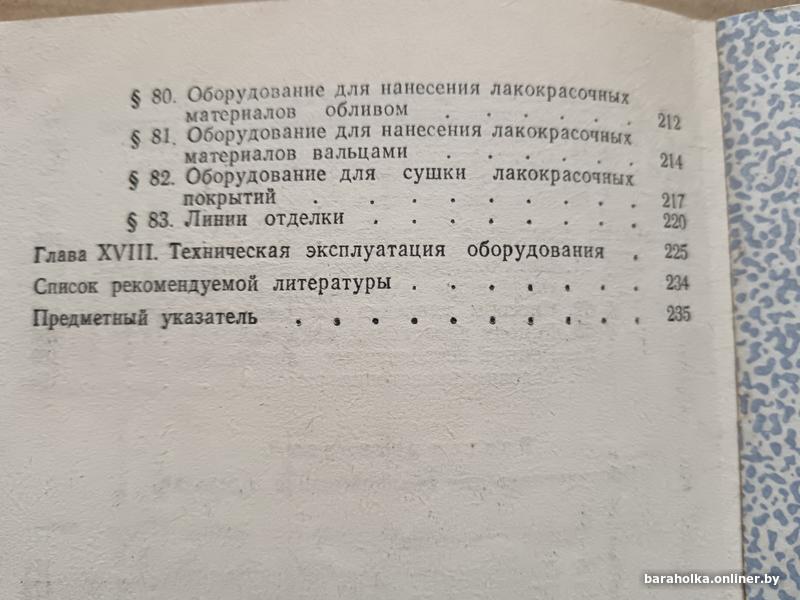 § 80. Оборудование для нанесения лакокрасочных
материалов обливом . . . . . . 212
§ 81. Оборудование для нанесения лакокрасочных
материалов вальцами . . . . . . 214
§ 82. Оборудование для сушки лакокрасочных
покрытий . . . . . . . . 217
§ 83. Линии отделки . . . . . . . . 220
Глава XVIII. Техническая эксплуатация оборудования . 225
Список рекомендуемой литературы . . . . . . 234
Предметный указатель . . . . . . . . . . 235
baraholka.onliner.by